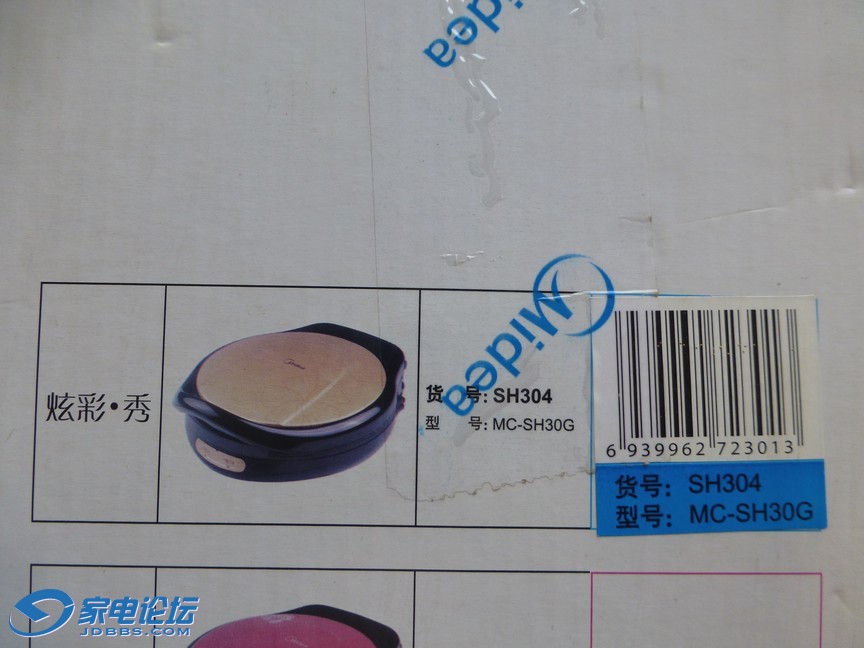 Midea
Midea
炫彩·秀
Midea
货 号: SH304
型 号: MC-SH30G
6 939962 723013
货号: SH304
型号: MC-SH30G
家电论坛
JDBBS.COM